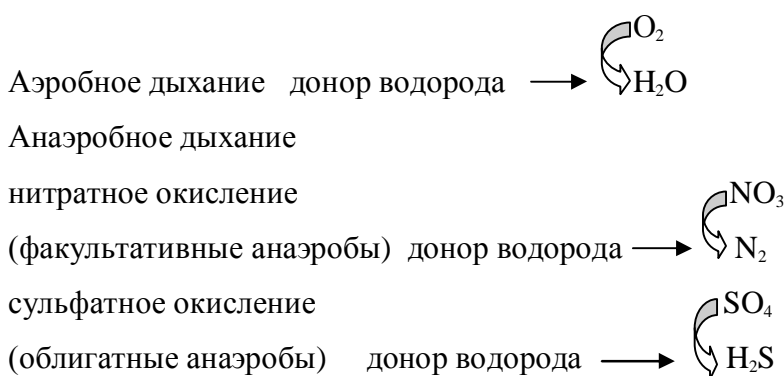 O₂
Аэробное дыхание донор водорода → H₂O
Анаэробное дыхание
нитратное окисление
NO₃
(факультативные анаэробы) донор водорода → N₂
сульфатное окисление
SO₄
(облигатные анаэробы) донор водорода → H₂S